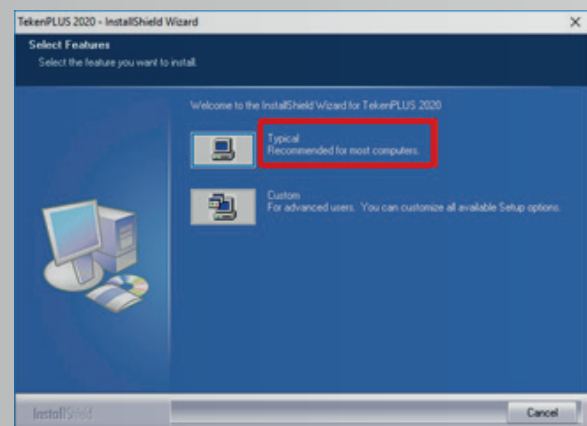 TekenPLUS 2020 - InstallShield Wizard
Select Features
Select the feature you want to install.
Welcome to the InstallShield Wizard for TekenPLUS 2020
Typical
Recommended for most computers.
Custom
For advanced users. You can customize all available Setup options.
InstallShield
Cancel